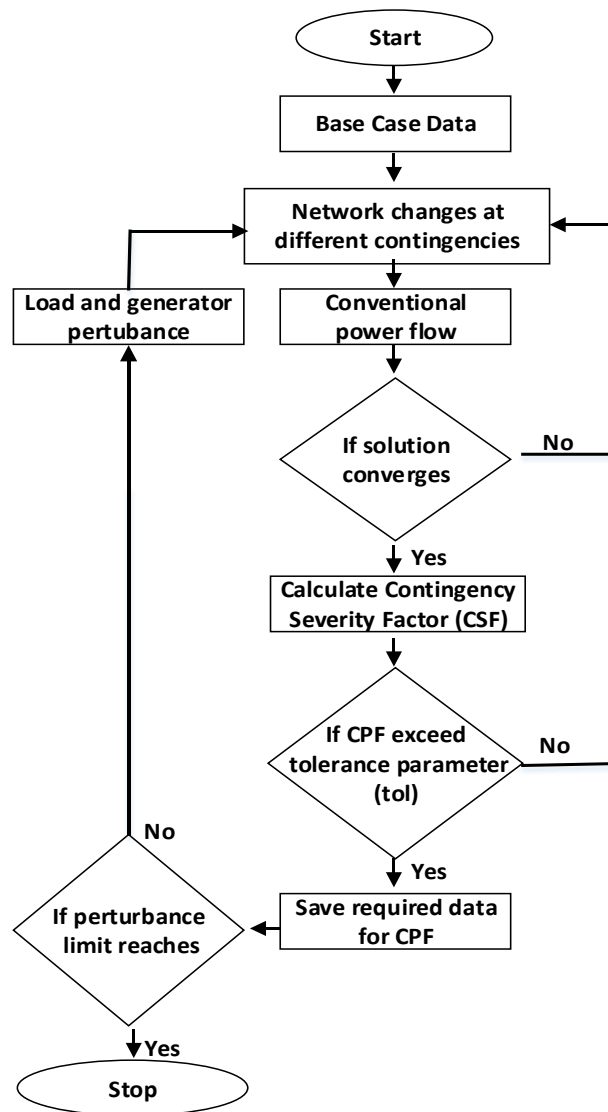 Start
Base Case Data
Network changes at
different contingencies
Load and generator
pertubance
Conventional
power flow
If solution
converges
No
Yes
Calculate Contingency
Severity Factor (CSF)
If CPF exceed
tolerance parameter
(tol)
No
Yes
Save required data
for CPF
If perturbance
limit reaches
No
Yes
Stop